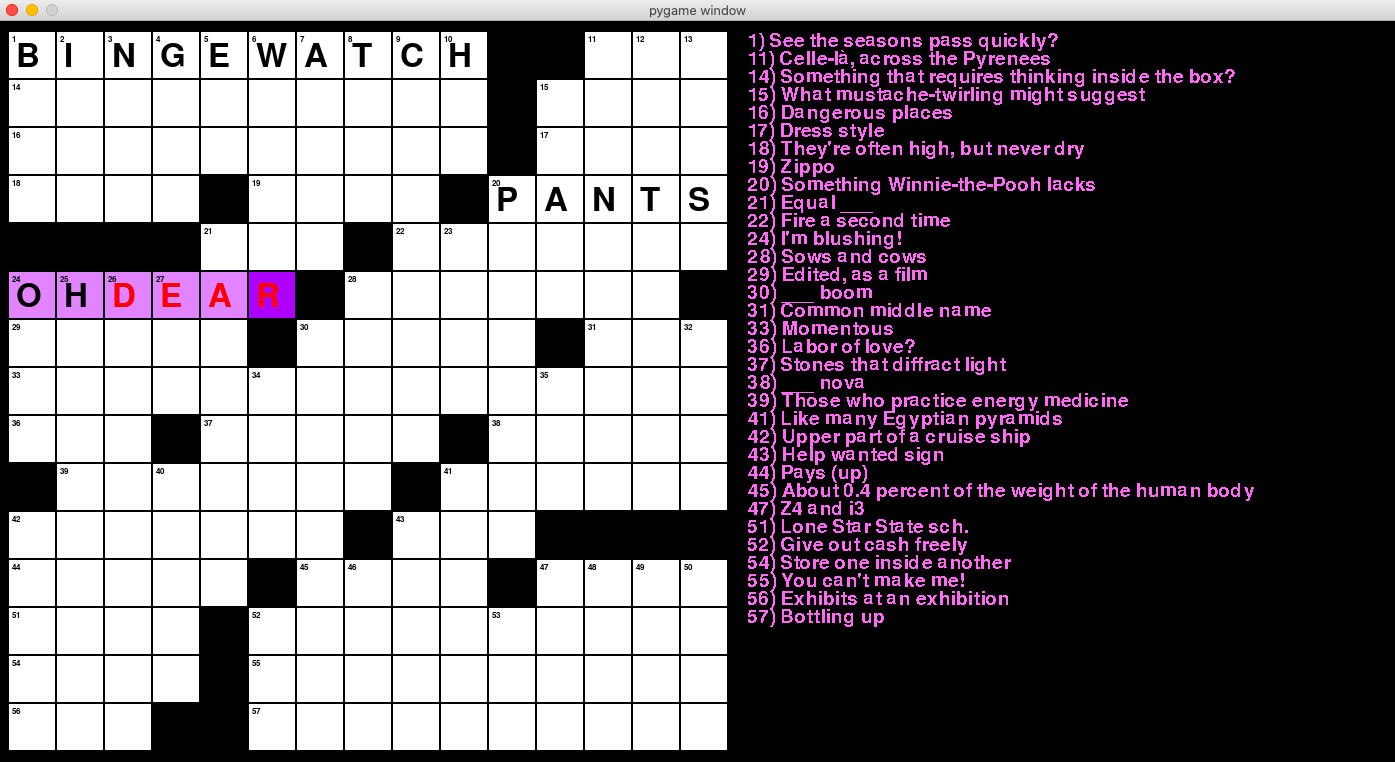 pygame window
1 2 3 4 5 6 7 8 9 10 11 12 13
B I N G E W A T C H
14 15
16 17
18 19 20
P A N T S
21 22 23
24 25 26 27 28
O H D E A R
29 30 31 32
33 34 35
36 37 38
39 40 41
42 43
44 45 46 47 48 49 50
51 52 53
54 55
56 57
1) See the seasons pass quickly?
11) Celle-là, across the Pyrenees
14) Something that requires thinking inside the box?
15) What mustache-twirling might suggest
16) Dangerous places
17) Dress style
18) They're often high, but never dry
19) Zippo
20) Something Winnie-the-Pooh lacks
21) Equal ___
22) Fire a second time
24) I'm blushing!
28) Sows and cows
29) Edited, as a film
30) ___ boom
31) Common middle name
33) Momentous
36) Labor of love?
37) Stones that diffract light
38) ___ nova
39) Those who practice energy medicine
41) Like many Egyptian pyramids
42) Upper part of a cruise ship
43) Help wanted sign
44) Pays (up)
45) About 0.4 percent of the weight of the human body
47) Z4 and i3
51) Lone Star State sch.
52) Give out cash freely
54) Store one inside another
55) You can't make me!
56) Exhibits at an exhibition
57) Bottling up